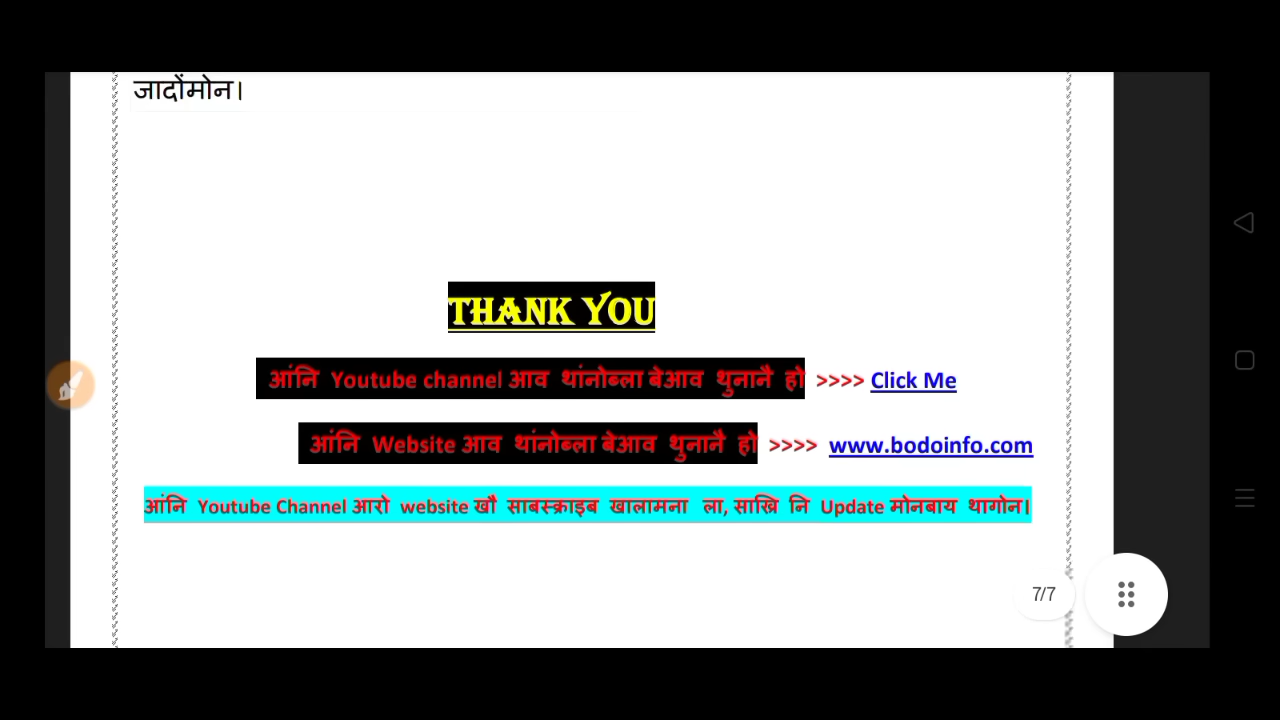 जादोंमोन।
THANK YOU
आंनि Youtube channel आव थांनोब्ला बेआव थुनानै हो >>>> Click Me
आंनि Website आव थांनोब्ला बेआव थुनानै हो >>>> www.bodoinfo.com
आंनि Youtube Channel आरो website खौ साबस्क्राइब खालामना ला, साख्रि नि Update मोनबाय थागोन।
7/7